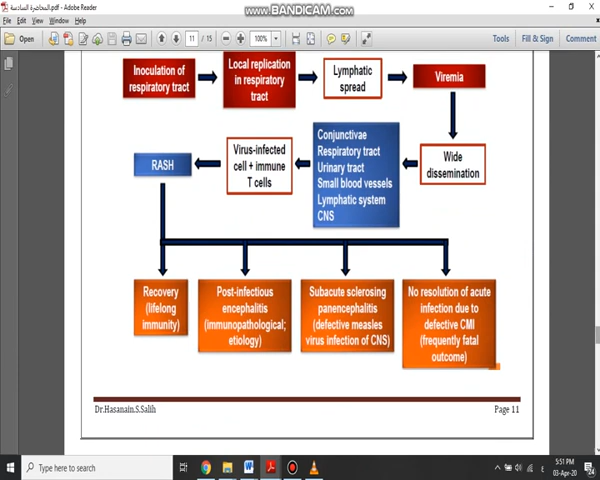 المحاضرة السادسة.pdf - Adobe Reader
WWW.BANDICAM.COM
File Edit View Window Help
Open
11 / 15
100%
Tools Fill & Sign Comment
Inoculation of
respiratory tract
Local replication
in respiratory
tract
Lymphatic
spread
Viremia
RASH
Virus-infected
cell + immune
T cells
Conjunctivae
Respiratory tract
Urinary tract
Small blood vessels
Lymphatic system
CNS
Wide
dissemination
Recovery
(lifelong
immunity)
Post-infectious
encephalitis
(immunopathological;
etiology)
Subacute sclerosing
panencephalitis
(defective measles
virus infection of CNS)
No resolution of acute
infection due to
defective CMI
(frequently fatal
outcome)
Dr.Hasanain.S.Salih
Page 11
Type here to search
5:51 PM
03-Apr-20